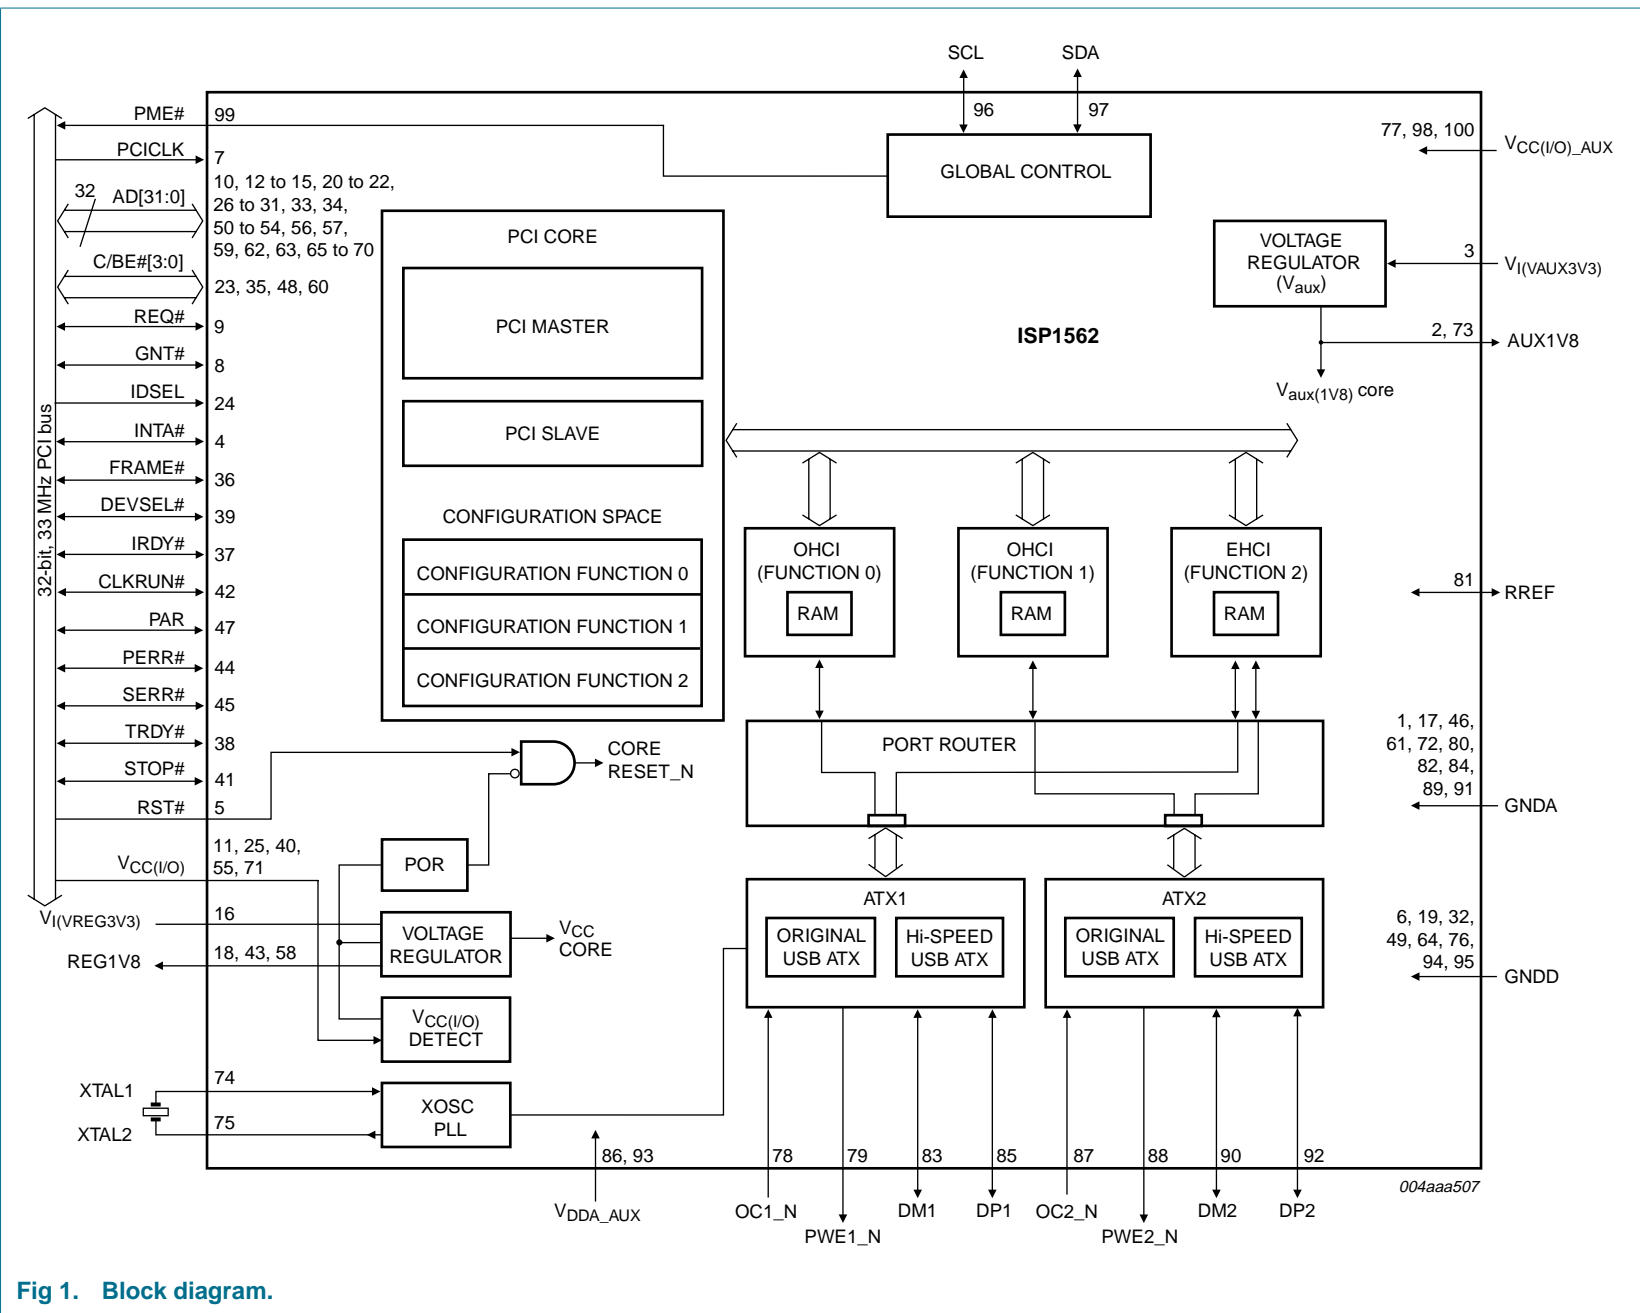 SCL
SDA
96
97
PME#
99
PCICLK
7
32
AD[31:0]
10, 12 to 15, 20 to 22,
26 to 31, 33, 34,
50 to 54, 56, 57,
59, 62, 63, 65 to 70
C/BE#[3:0]
23, 35, 48, 60
REQ#
9
GNT#
8
IDSEL
24
INTA#
4
FRAME#
36
DEVSEL#
39
IRDY#
37
CLKRUN#
42
PAR
47
PERR#
44
SERR#
45
TRDY#
38
STOP#
41
RST#
5
VCC(I/O)
11, 25, 40,
55, 71
32-bit, 33 MHz PCI bus
VI(VREG3V3)
16
REG1V8
18, 43, 58
XTAL1
74
XTAL2
75
GLOBAL CONTROL
PCI CORE
PCI MASTER
PCI SLAVE
CONFIGURATION SPACE
CONFIGURATION FUNCTION 0
CONFIGURATION FUNCTION 1
CONFIGURATION FUNCTION 2
CORE
RESET_N
POR
VOLTAGE
REGULATOR
VCC
CORE
VCC(I/O)
DETECT
XOSC
PLL
ISP1562
77, 98, 100
VCC(I/O)_AUX
VOLTAGE
REGULATOR
(Vaux)
3
VI(VAUX3V3)
2, 73
AUX1V8
Vaux(1V8) core
OHCI
(FUNCTION 0)
RAM
OHCI
(FUNCTION 1)
RAM
EHCI
(FUNCTION 2)
RAM
81
RREF
PORT ROUTER
1, 17, 46,
61, 72, 80,
82, 84,
89, 91
GNDA
ATX1
ORIGINAL
USB ATX
Hi-SPEED
USB ATX
ATX2
ORIGINAL
USB ATX
Hi-SPEED
USB ATX
6, 19, 32,
49, 64, 76,
94, 95
GNDD
86, 93
VDDA_AUX
78
OC1_N
79
PWE1_N
83
DM1
85
DP1
87
OC2_N
88
PWE2_N
90
DM2
92
DP2
004aaa507
Fig 1. Block diagram.